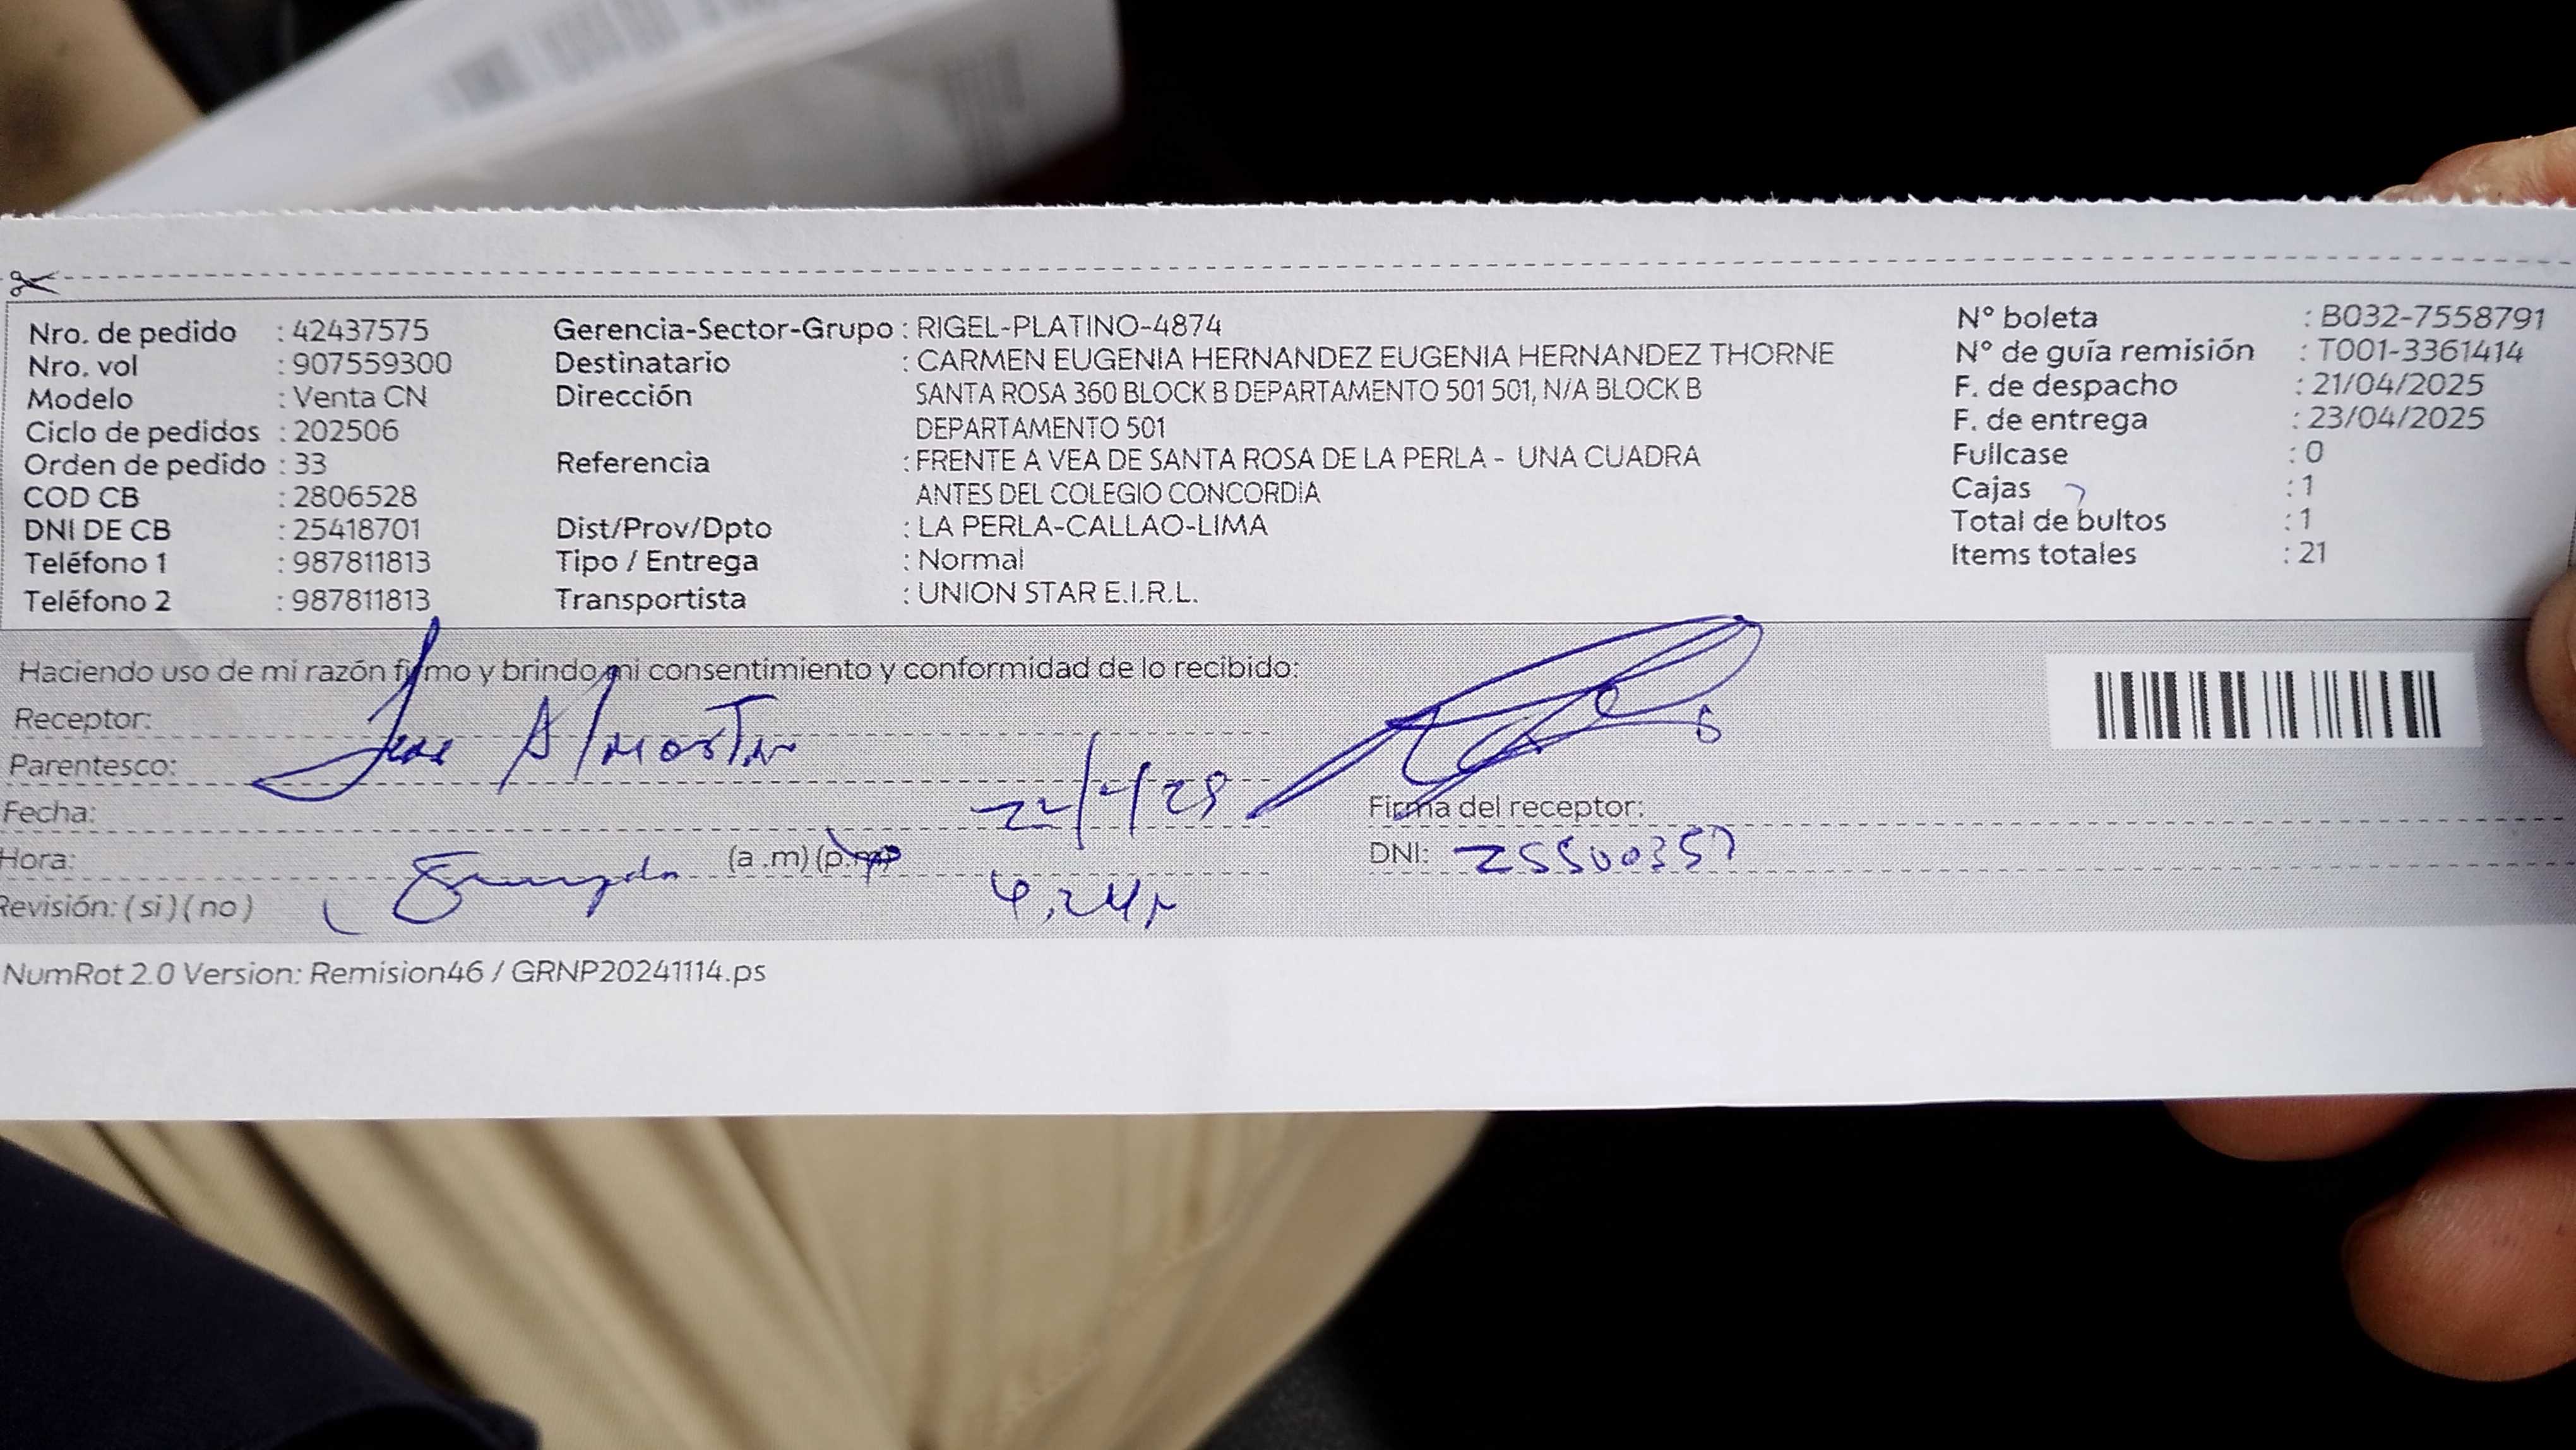 Nro. de pedido : 42437575 Gerencia-Sector-Grupo : RIGEL-PLATINO-4874 N° boleta : B032-7558791
Nro. vol : 907559300 Destinatario : CARMEN EUGENIA HERNANDEZ EUGENIA HERNANDEZ THORNE N° de guía remisión : T001-3361414
Modelo : Venta CN Dirección SANTA ROSA 360 BLOCK B DEPARTAMENTO 501 501, N/A BLOCK B F. de despacho : 21/04/2025
Ciclo de pedidos : 202506 DEPARTAMENTO 501 F. de entrega : 23/04/2025
Orden de pedido : 33 Referencia : FRENTE A VEA DE SANTA ROSA DE LA PERLA - UNA CUADRA Fullcase : 0
COD CB : 2806528 ANTES DEL COLEGIO CONCORDIA Cajas : 1
DNI DE CB : 25418701 Dist/Prov/Dpto : LA PERLA-CALLAO-LIMA Total de bultos : 1
Teléfono 1 : 987811813 Tipo / Entrega : Normal Items totales : 21
Teléfono 2 : 987811813 Transportista : UNION STAR E.I.R.L.
Haciendo uso de mi razón firmo y brindo mi consentimiento y conformidad de lo recibido:
Receptor:
Parentesco:
Fecha: Firma del receptor:
Hora: (a .m) (p.m) DNI: 25500357
Revisión: ( si ) ( no )
NumRot 2.0 Version: Remision46 / GRNP20241114.ps